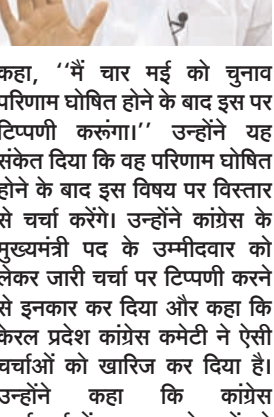 कहा, ‘‘मैं चार मई को चुनाव
परिणाम घोषित होने के बाद इस पर
टिप्पणी करूंगा।’’ उन्होंने यह
संकेत दिया कि वह परिणाम घोषित
होने के बाद इस विषय पर विस्तार
से चर्चा करेंगे। उन्होंने कांग्रेस के
मुख्यमंत्री पद के उम्मीदवार को
लेकर जारी चर्चा पर टिप्पणी करने
से इनकार कर दिया और कहा कि
केरल प्रदेश कांग्रेस कमेटी ने ऐसी
चर्चाओं को खारिज कर दिया है।
उन्होंने कहा कि कांग्रेस